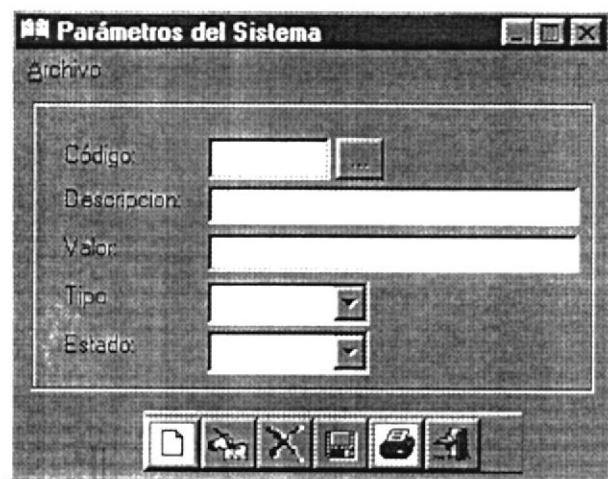 Parámetros del Sistema
Archivo
Código:
...
Descripcion:
Valor:
Tipo
Estado: